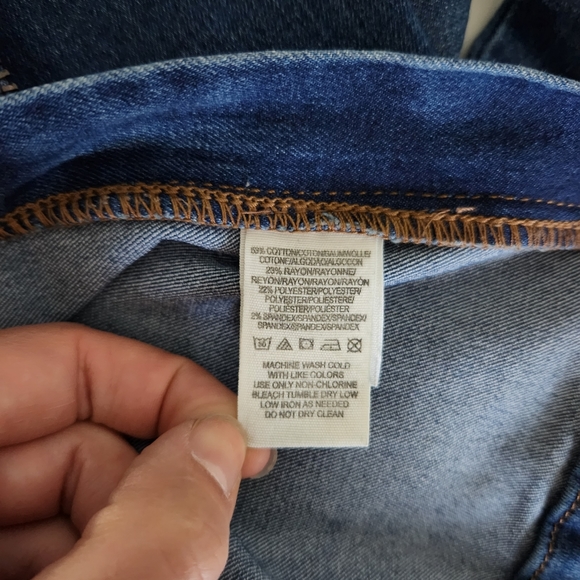 53% COTTON/COTON/BAUMWOLLE/
COTONE/ALGODÃO/ALGODON
23% RAYON/RAYONNE/
REYON/RAYON/RAYON/RAYÓN
22% POLYESTER/POLYESTER/
POLYESTER/POLIESTERE/
POLIÉSTER/POLIÉSTER
2% SPANDEX/SPANDEX/SPANDEX/
SPANDEX/SPANDEX/SPANDEX
30
MACHINE WASH COLD
WITH LIKE COLORS
USE ONLY NON-CHLORINE
BLEACH TUMBLE DRY LOW
LOW IRON AS NEEDED
DO NOT DRY CLEAN